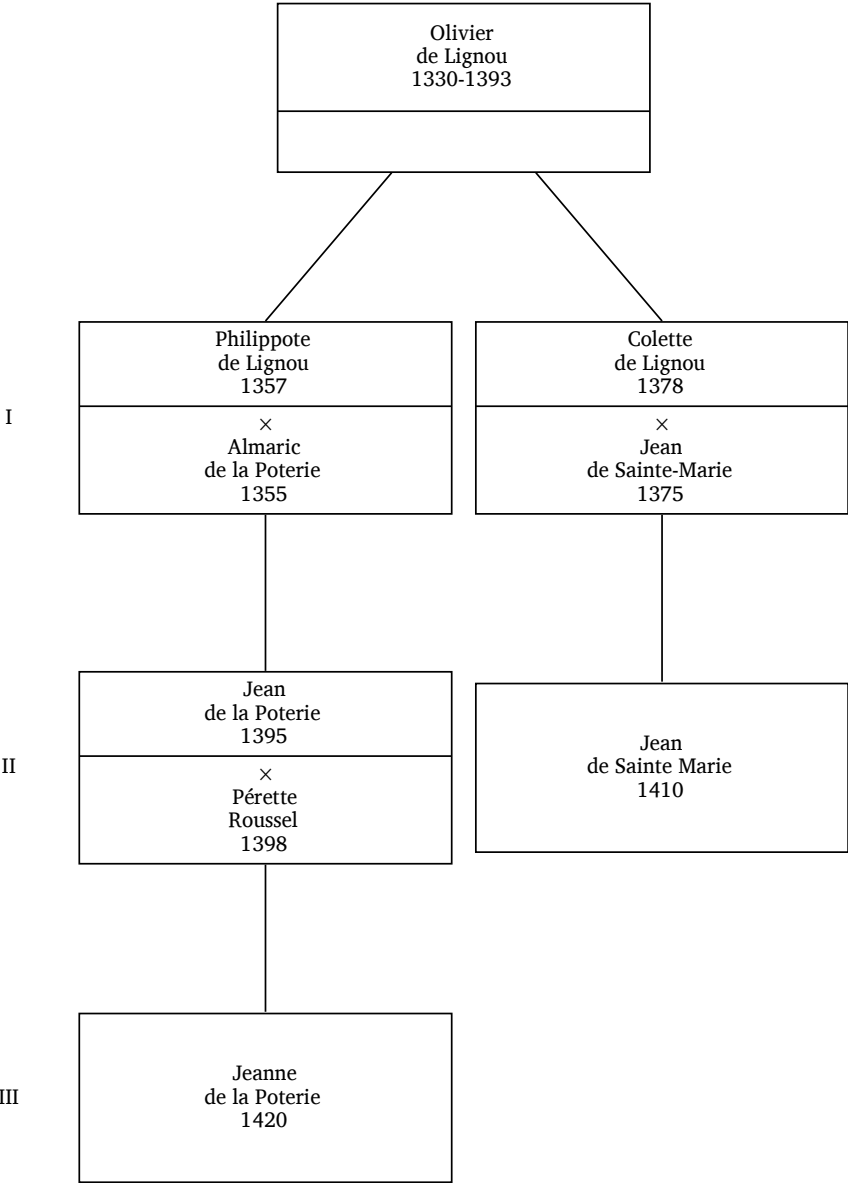 Olivier
de Lignou
1330-1393
Philippote
de Lignou
1357
Colette
de Lignou
1378
I
×
Almaric
de la Poterie
1355
×
Jean
de Sainte-Marie
1375
Jean
de la Poterie
1395
II
×
Pérette
Roussel
1398
Jean
de Sainte Marie
1410
III
Jeanne
de la Poterie
1420